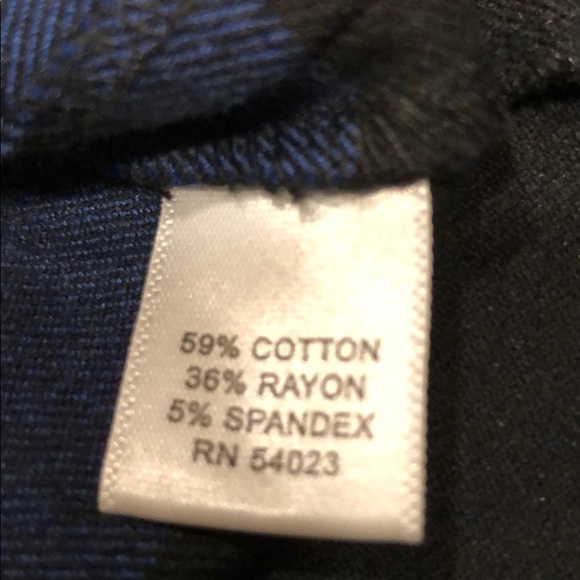 59% COTTON
36% RAYON
5% SPANDEX
RN 54023